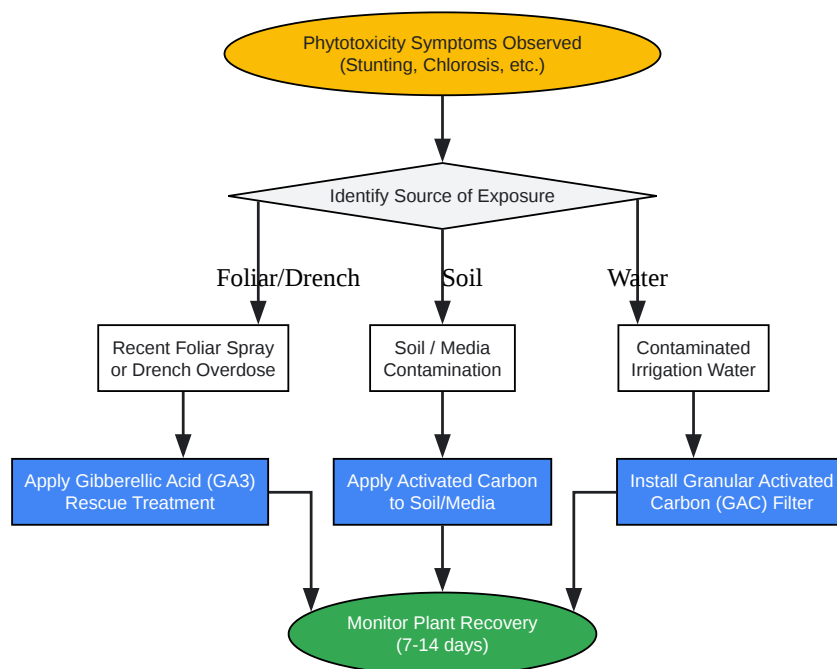 Phytotoxicity Symptoms Observed
(Stunting, Chlorosis, etc.)
Identify Source of Exposure
Foliar/Drench
Soil
Water
Recent Foliar Spray
or Drench Overdose
Soil / Media
Contamination
Contaminated
Irrigation Water
Apply Gibberellic Acid (GA3)
Rescue Treatment
Apply Activated Carbon
to Soil/Media
Install Granular Activated
Carbon (GAC) Filter
Monitor Plant Recovery
(7-14 days)